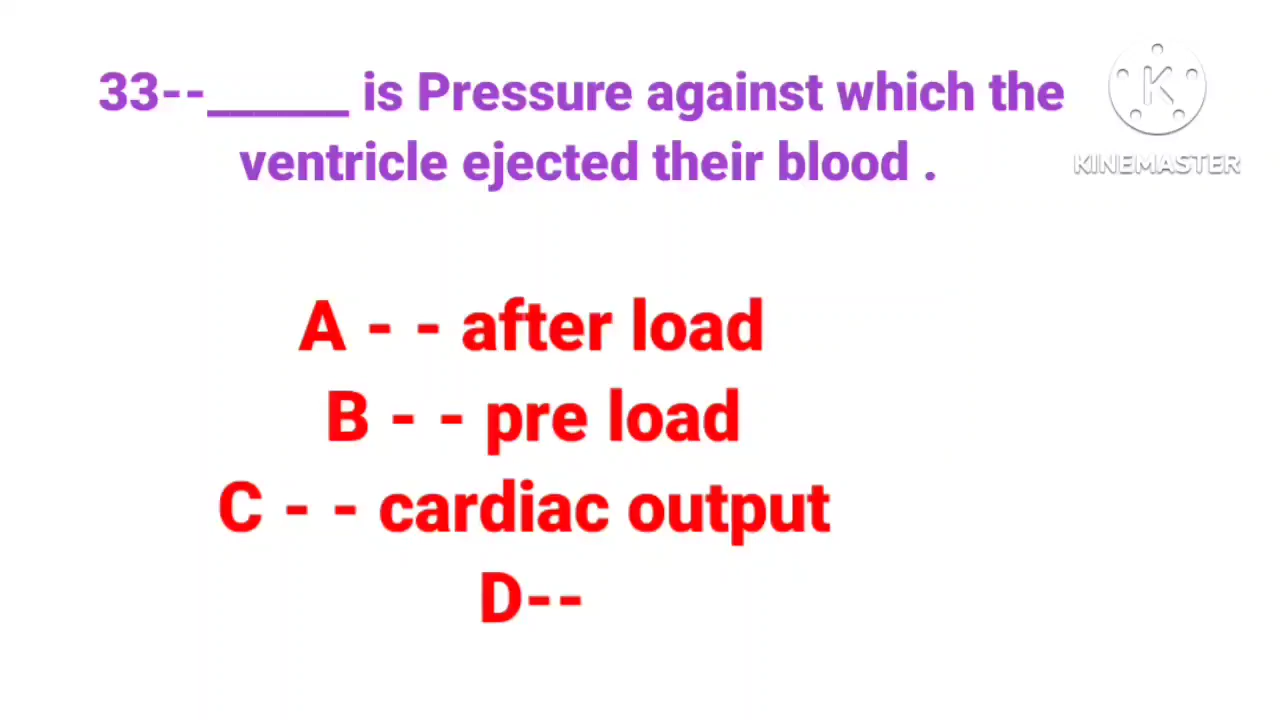 33--_____ is Pressure against which the
ventricle ejected their blood .
K
KINEMASTER
A - - after load
B - - pre load
C - - cardiac output
D--